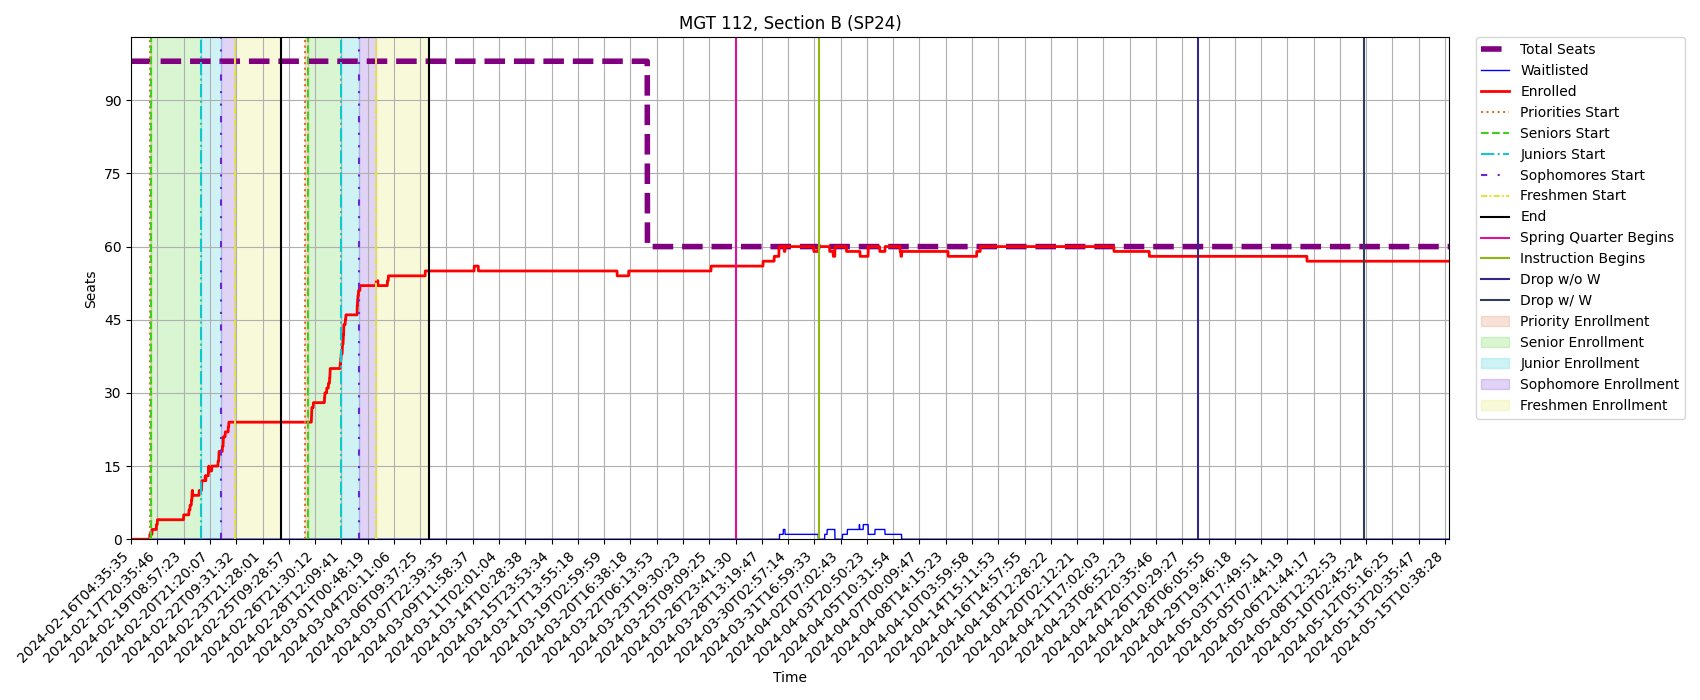 MGT 112, Section B (SP24)
Total Seats
Waitlisted
Enrolled
Priorities Start
Seniors Start
Juniors Start
Sophomores Start
Freshmen Start
End
Spring Quarter Begins
Instruction Begins
Drop w/o W
Drop w/ W
Priority Enrollment
Senior Enrollment
Junior Enrollment
Sophomore Enrollment
Freshmen Enrollment
Seats
90
75
60
45
30
15
0
2024-02-16T04:35:35
2024-02-17T20:35:46
2024-02-19T08:57:23
2024-02-20T21:20:07
2024-02-22T09:31:32
2024-02-23T21:28:01
2024-02-25T09:28:57
2024-02-26T21:30:12
2024-02-28T12:09:41
2024-03-01T00:48:19
2024-03-04T20:11:06
2024-03-06T09:37:25
2024-03-07T22:39:35
2024-03-09T11:58:37
2024-03-11T02:01:04
2024-03-14T10:28:38
2024-03-15T23:53:34
2024-03-17T13:55:18
2024-03-19T02:59:59
2024-03-20T16:38:18
2024-03-22T06:13:53
2024-03-23T19:30:23
2024-03-25T09:09:25
2024-03-26T23:41:30
2024-03-28T13:19:47
2024-03-30T02:57:14
2024-03-31T16:59:33
2024-04-02T07:02:43
2024-04-03T20:50:23
2024-04-05T10:31:54
2024-04-07T00:09:47
2024-04-08T14:15:23
2024-04-10T03:59:58
2024-04-14T15:11:53
2024-04-16T14:57:55
2024-04-18T12:28:22
2024-04-20T02:12:21
2024-04-21T17:02:03
2024-04-23T06:52:23
2024-04-24T20:35:46
2024-04-26T10:29:27
2024-04-28T06:05:55
2024-04-29T19:46:18
2024-05-03T17:49:51
2024-05-05T07:44:19
2024-05-06T21:44:17
2024-05-08T12:32:53
2024-05-10T02:45:24
2024-05-12T05:16:25
2024-05-13T20:35:47
2024-05-15T10:38:28
Time